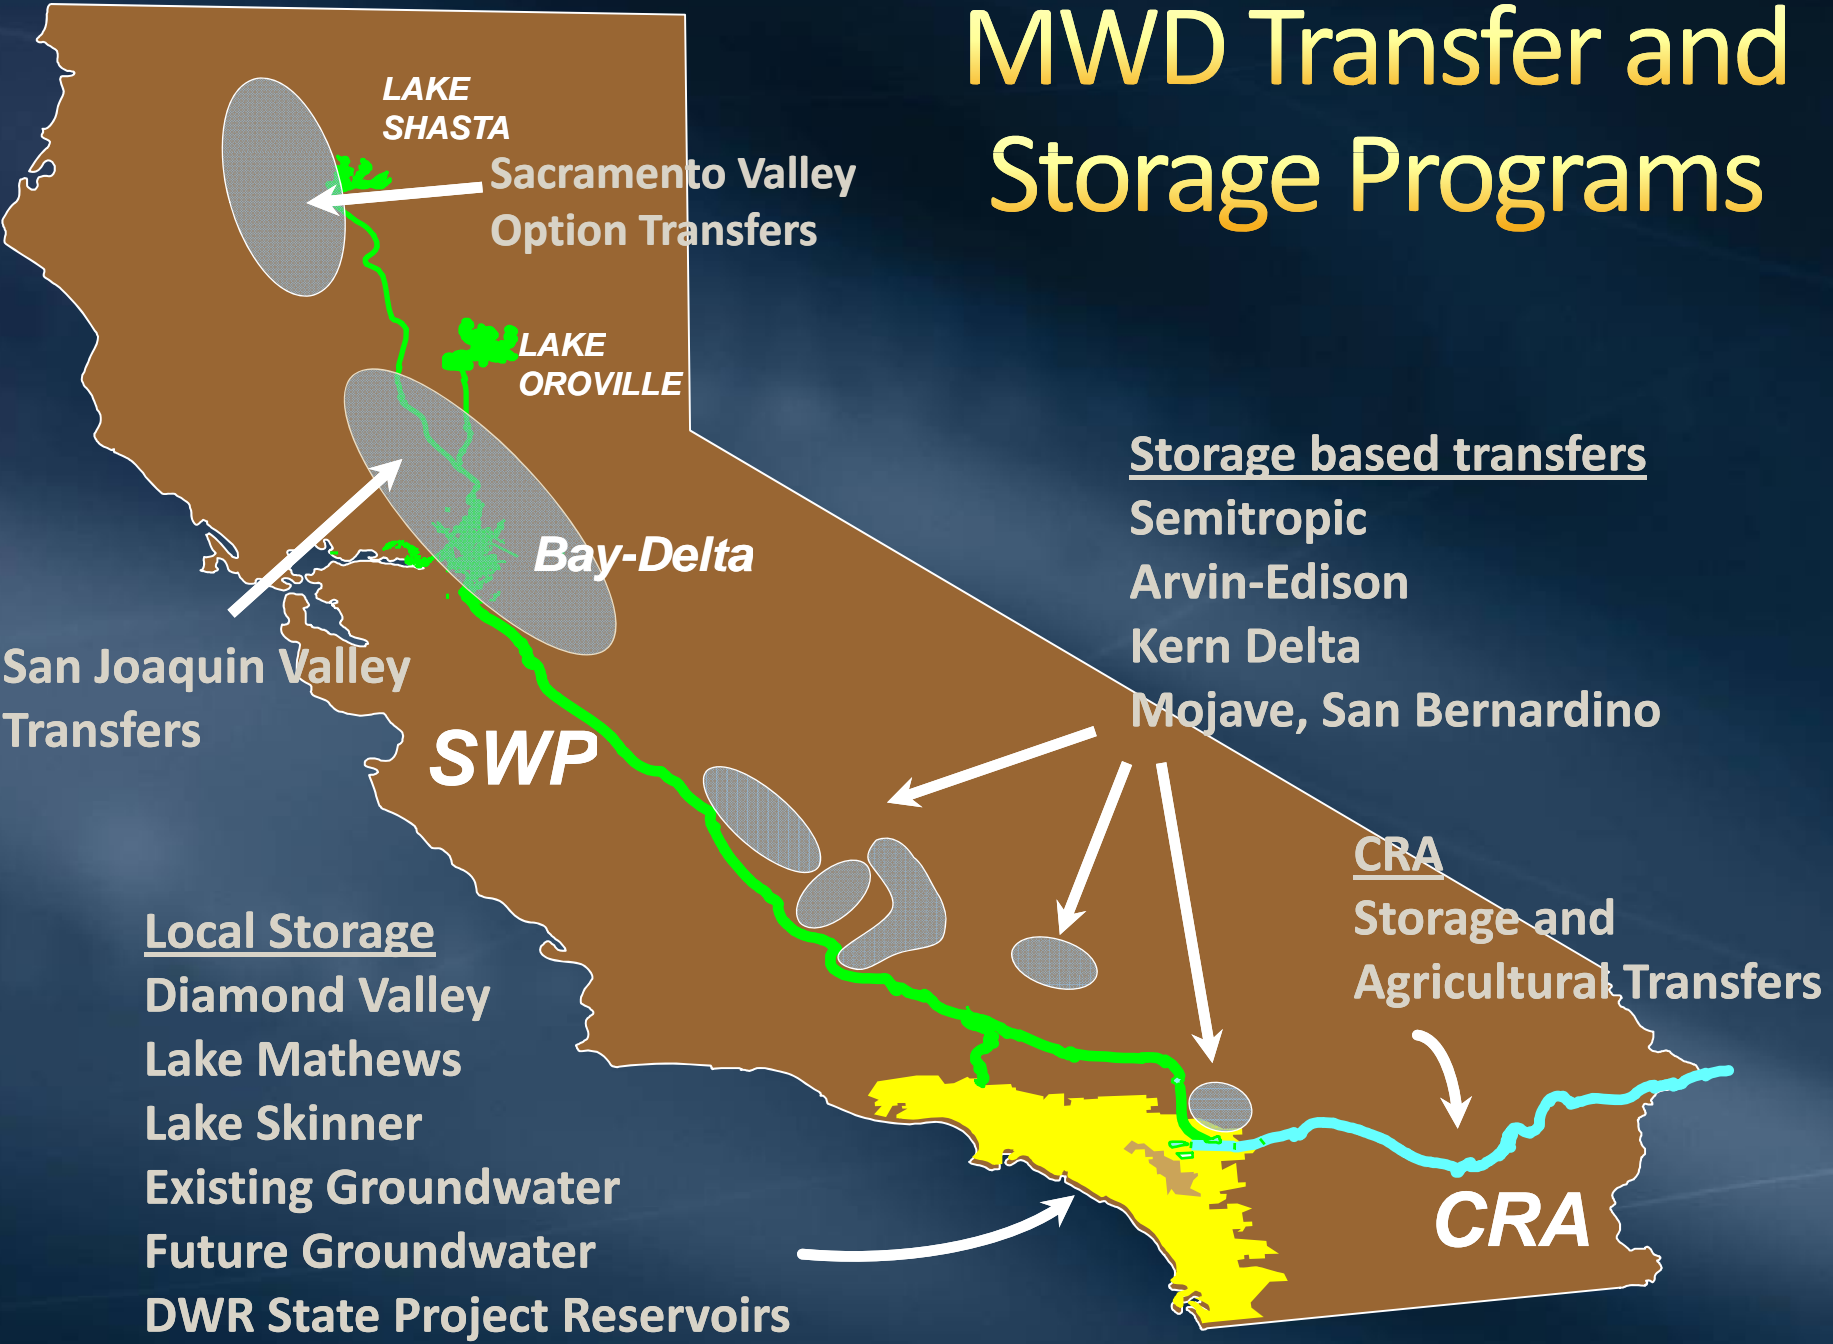 MWD Transfer and
Storage Programs
LAKE
SHASTA
Sacramento Valley
Option Transfers
LAKE
OROVILLE
Bay-Delta
San Joaquin Valley
Transfers
SWP
Storage based transfers
Semitropic
Arvin-Edison
Kern Delta
Mojave, San Bernardino
CRA
Storage and
Agricultural Transfers
CRA
Local Storage
Diamond Valley
Lake Mathews
Lake Skinner
Existing Groundwater
Future Groundwater
DWR State Project Reservoirs